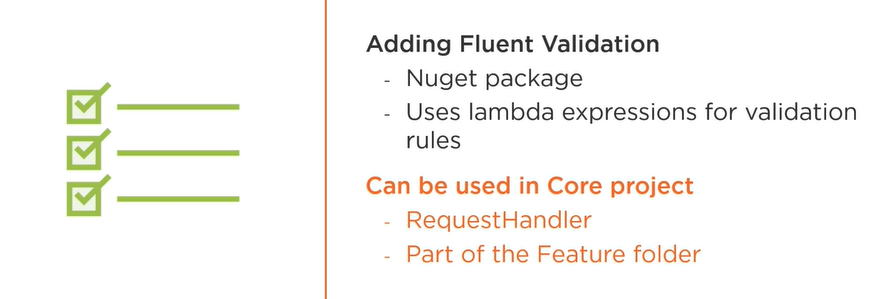 Adding Fluent Validation
- Nuget package
- Uses lambda expressions for validation
rules
Can be used in Core project
- RequestHandler
- Part of the Feature folder